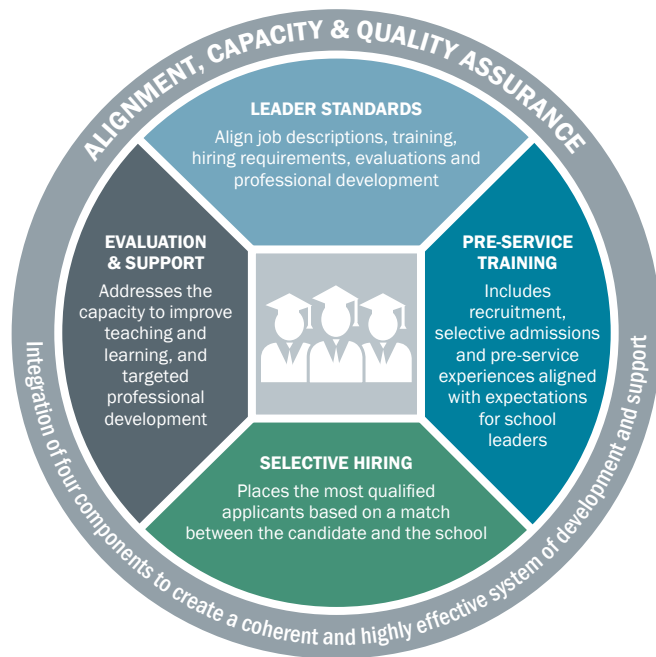 ALIGNMENT, CAPACITY & QUALITY ASSURANCE
LEADER STANDARDS
Align job descriptions, training,
hiring requirements, evaluations and
professional development
EVALUATION
& SUPPORT
Addresses the
capacity to improve
teaching and
learning, and
targeted
professional
development
PRE-SERVICE
TRAINING
Includes
recruitment,
selective admissions
and pre-service
experiences aligned
with expectations
for school
leaders
SELECTIVE HIRING
Places the most qualified
applicants based on a match
between the candidate and the school
Integration of four components to create a coherent and highly effective system of development and support